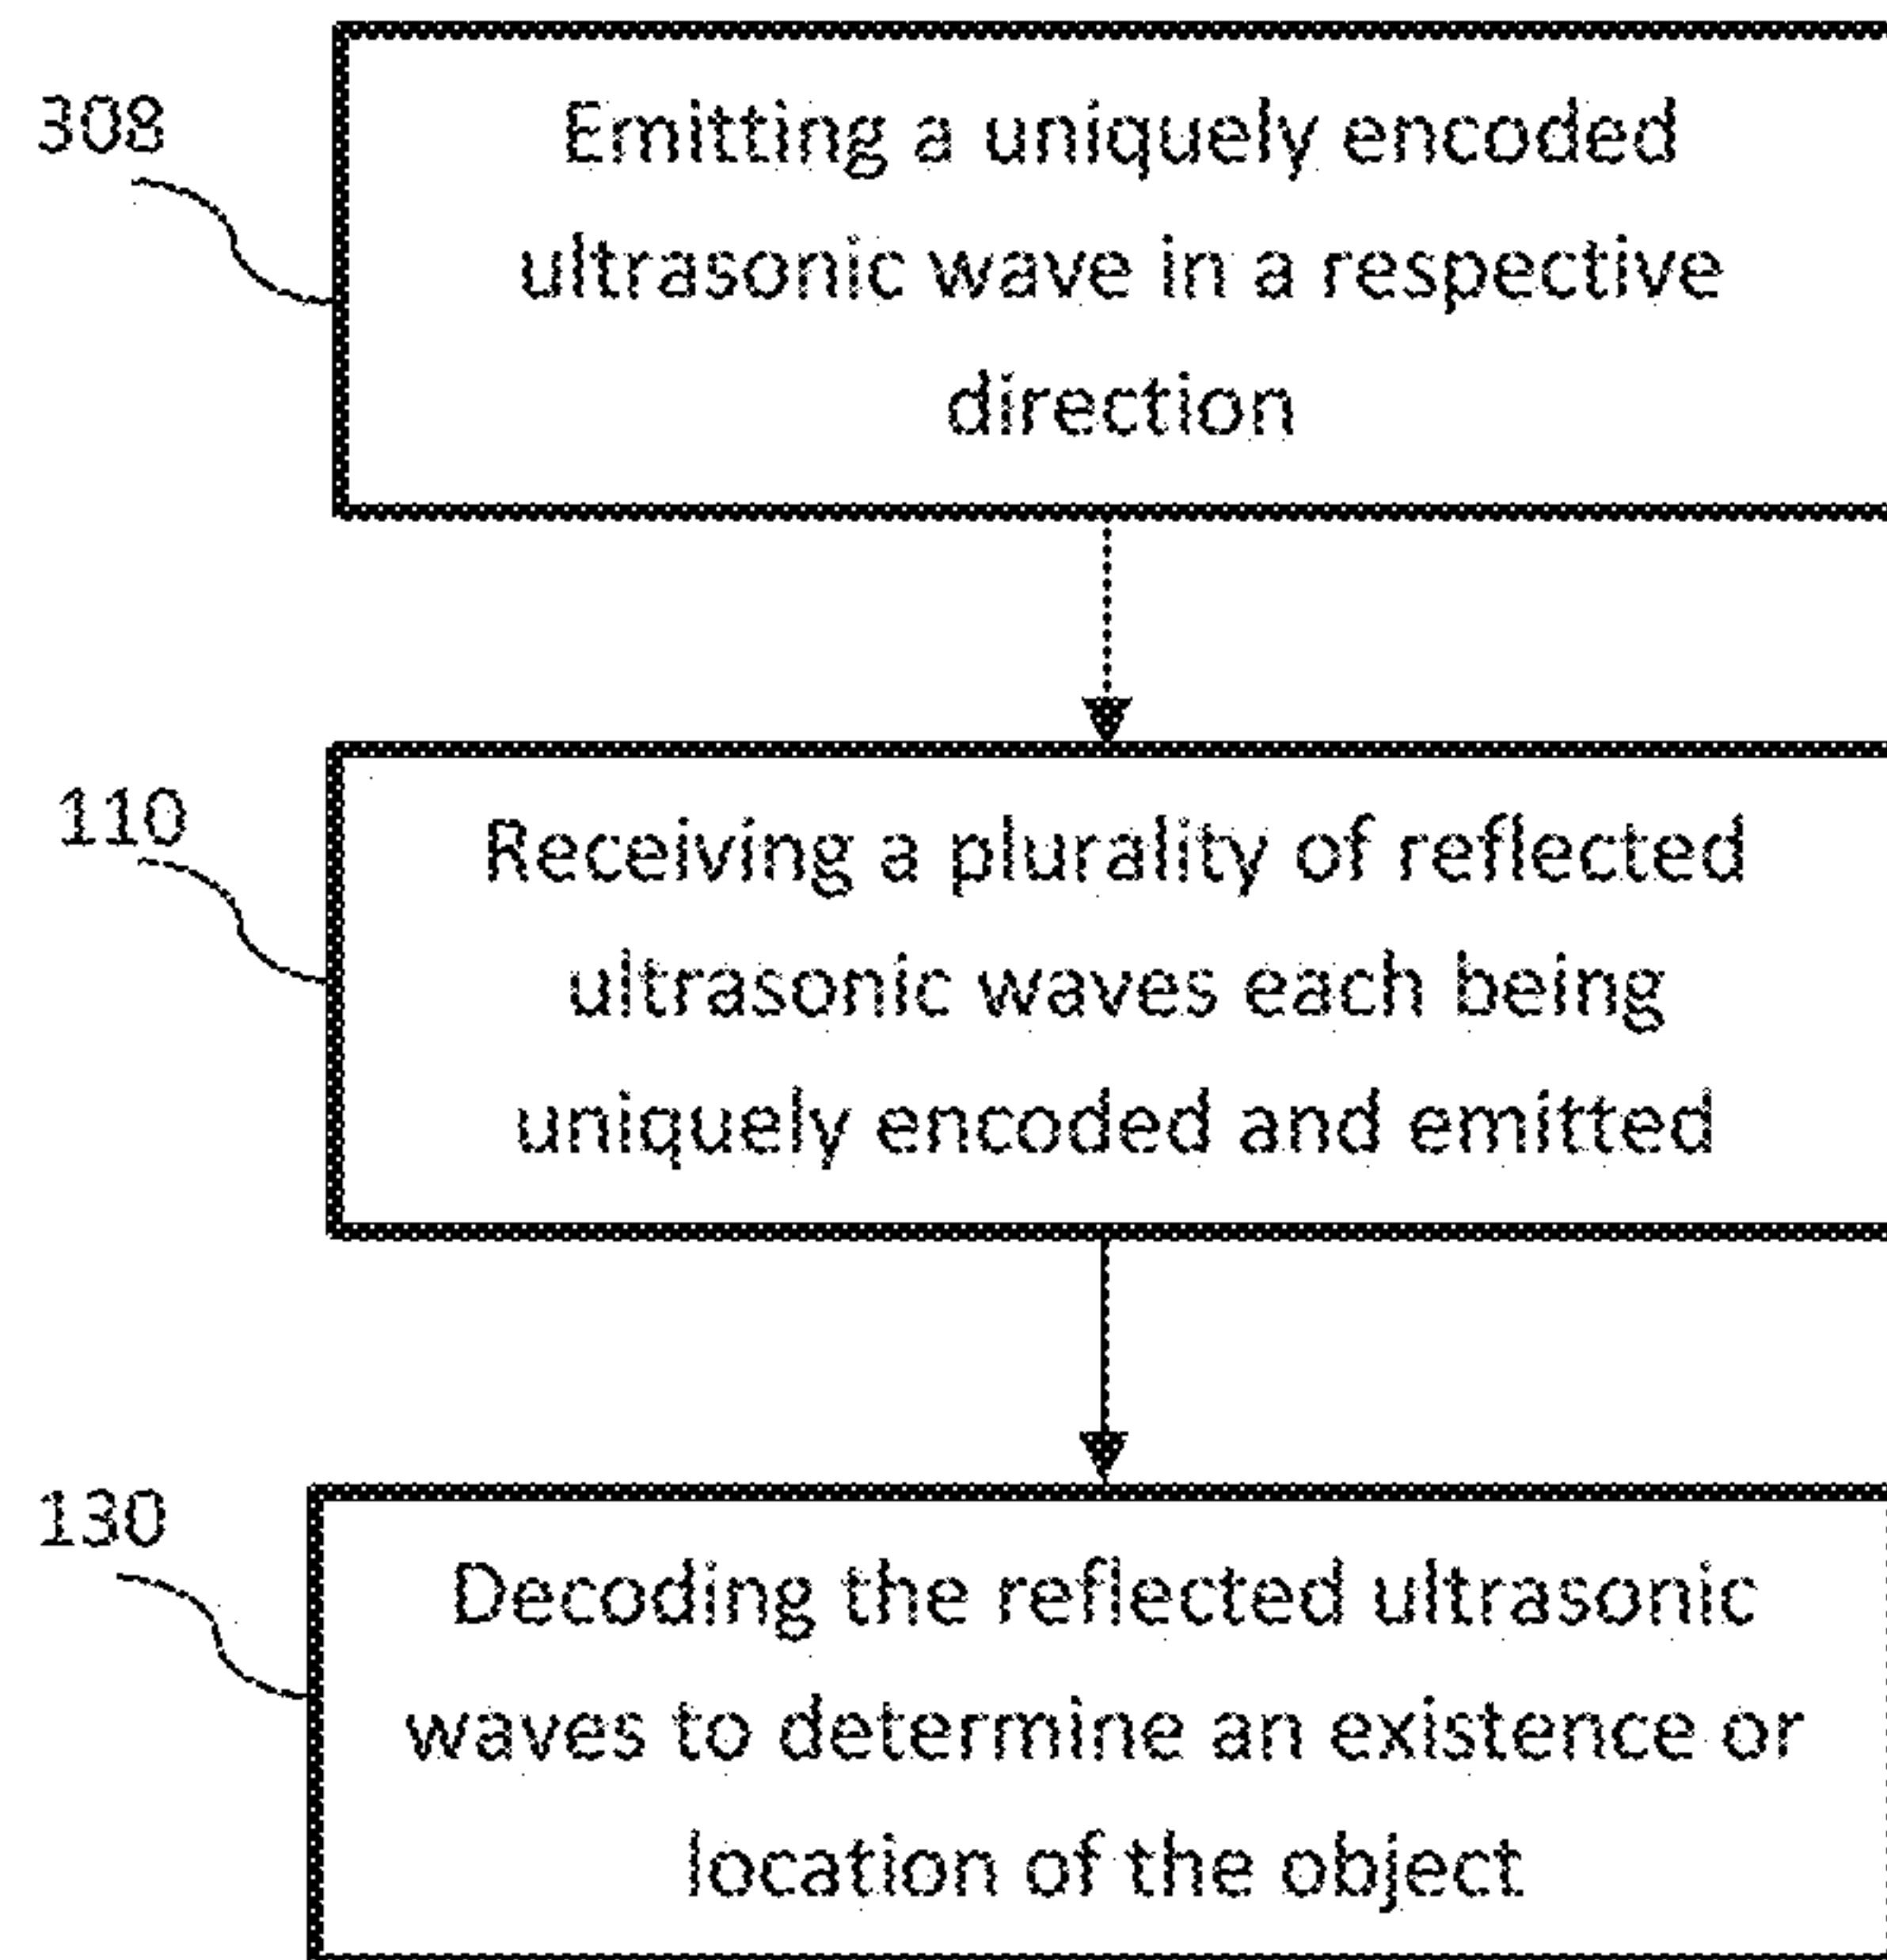 308
Emitting a uniquely encoded
ultrasonic wave in a respective
direction
110
Receiving a plurality of reflected
ultrasonic waves each being
uniquely encoded and emitted
130
Decoding the reflected ultrasonic
waves to determine an existence or
location of the object